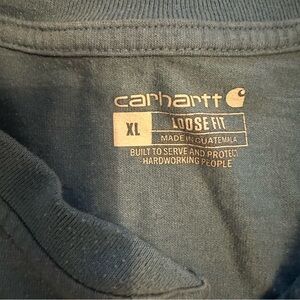 carhartt
XL LOOSE FIT
MADE IN GUATEMALA
BUILT TO SERVE AND PROTECT
HARDWORKING PEOPLE